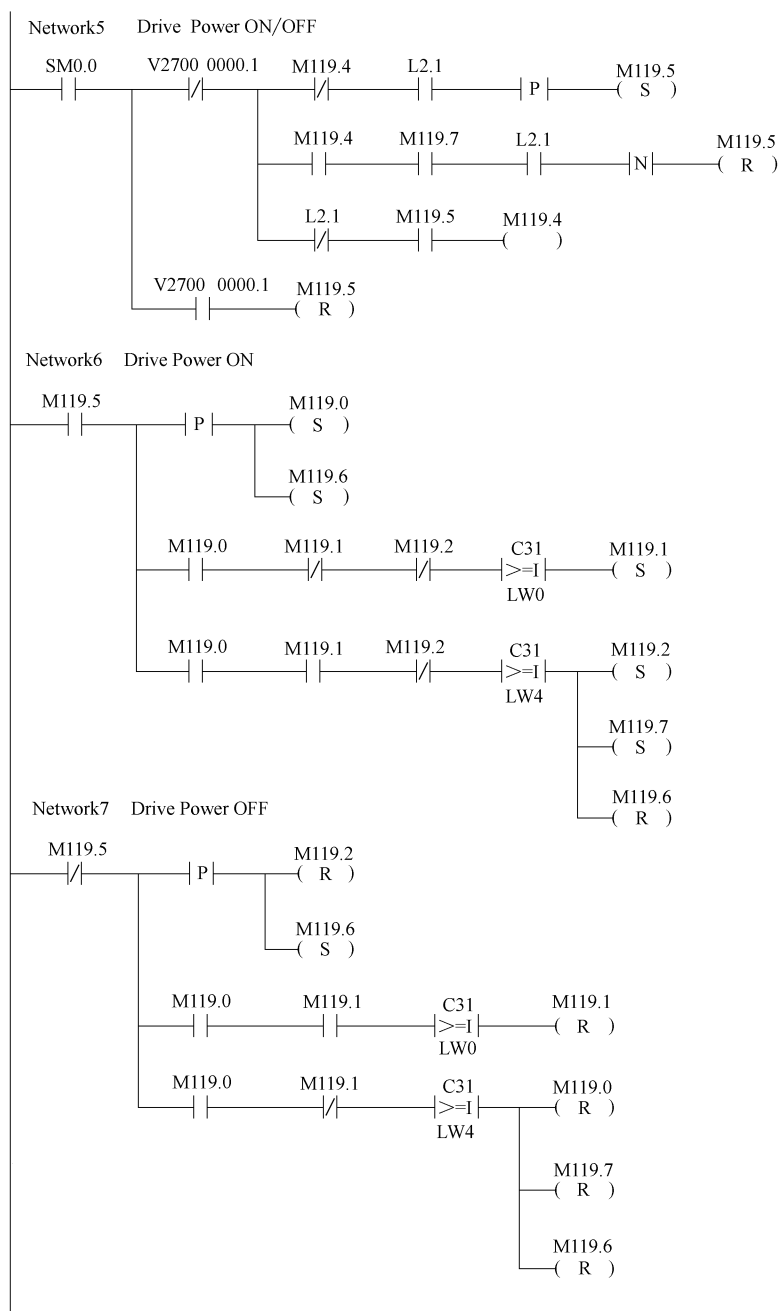 Network5 Drive Power ON/OFF
SM0.0 V2700 0000.1 M119.4 L2.1 M119.5
P ( S )
M119.4 M119.7 L2.1 M119.5
N ( R )
L2.1 M119.5 M119.4
( )
V2700 0000.1 M119.5
( R )
Network6 Drive Power ON
M119.5 M119.0
P ( S )
M119.6
( S )
M119.0 M119.1 M119.2 C31 M119.1
>=I ( S )
LW0
M119.0 M119.1 M119.2 C31 M119.2
>=I ( S )
LW4
M119.7
( S )
M119.6
( R )
Network7 Drive Power OFF
M119.5 M119.2
P ( R )
M119.6
( S )
M119.0 M119.1 C31 M119.1
>=I ( R )
LW0
M119.0 M119.1 C31 M119.0
>=I ( R )
LW4
M119.7
( R )
M119.6
( R )